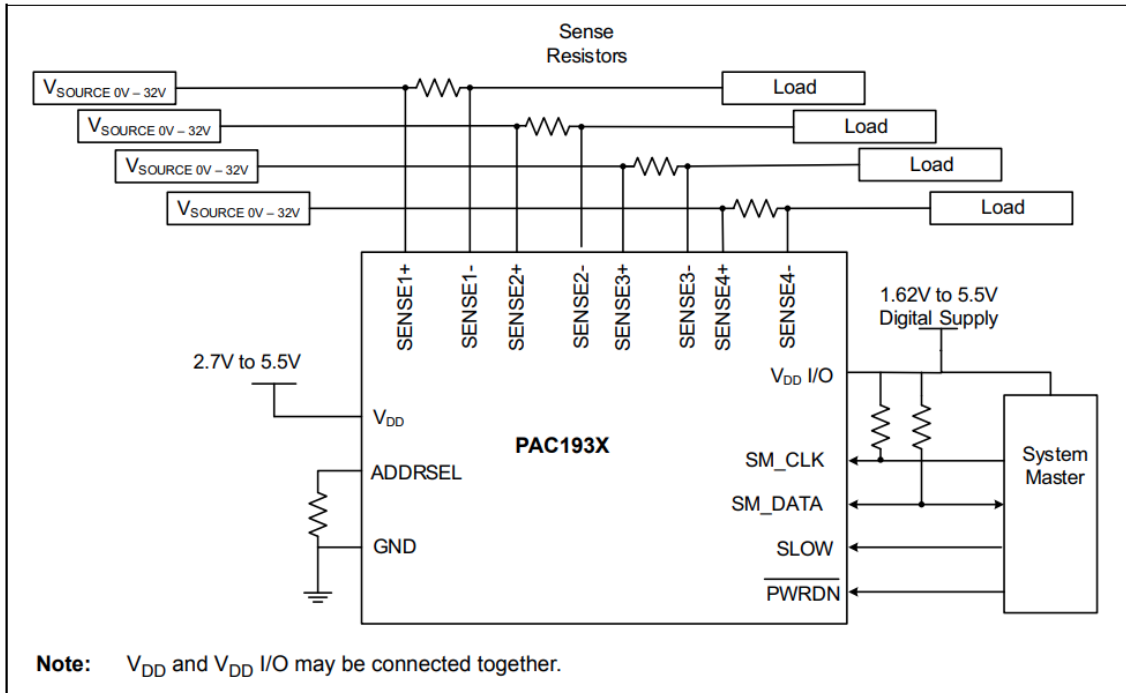 Sense
Resistors
VSOURCE 0V – 32V
Load
VSOURCE 0V – 32V
Load
VSOURCE 0V – 32V
Load
VSOURCE 0V – 32V
Load
SENSE1+
SENSE1-
SENSE2+
SENSE2-
SENSE3+
SENSE3-
SENSE4+
SENSE4-
1.62V to 5.5V
Digital Supply
2.7V to 5.5V
VDD I/O
VDD
PAC193X
ADDRSEL
SM_CLK
System
Master
SM_DATA
GND
SLOW
PWRDN
Note: VDD and VDD I/O may be connected together.